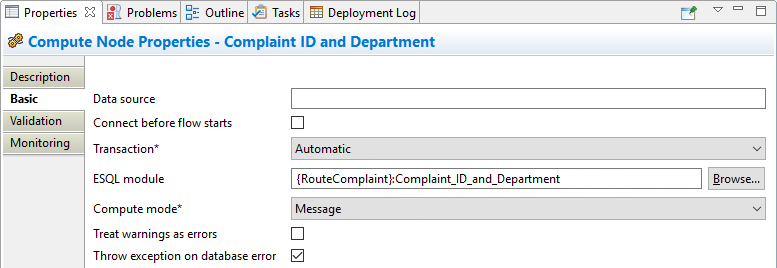 Properties Problems Outline Tasks Deployment Log
Compute Node Properties - Complaint ID and Department
Description
Basic
Validation
Monitoring
Data source
Connect before flow starts
Transaction* Automatic
ESQL module {RouteComplaint}:Complaint_ID_and_Department Browse...
Compute mode* Message
Treat warnings as errors
Throw exception on database error